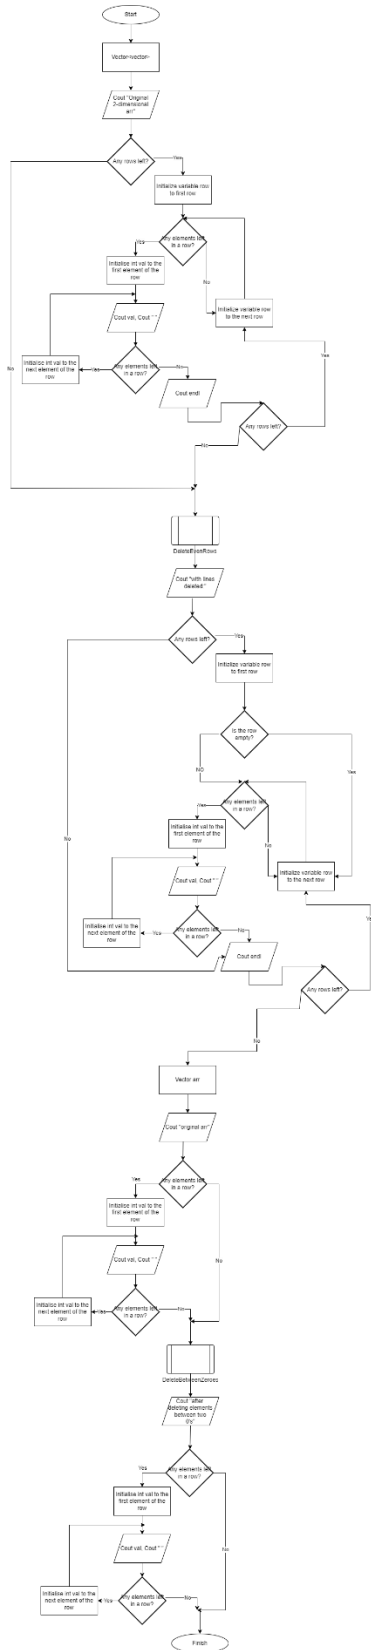 Start
Vector<vector>
Cout "Original
2-dimensional
arr"
Any rows left?
Yes
Initialize variable row
to first row
Any elements left
in a row?
Yes
Initialise int val to the
first element of the
row
No
Cout val, Cout " "
Initialize variable row
to the next row
Initialise int val to the
next element of the
row
Yes
Any elements left
in a row?
No
Yes
No
Cout endl
Any rows left?
No
DeleteEvenRows
Cout "with lines
deleted:"
Any rows left?
Yes
Initialize variable row
to first row
Is the row
empty?
NO
Yes
Any elements left
in a row?
Yes
Initialise int val to the
first element of the
row
No
No
Cout val, Cout " "
Initialize variable row
to the next row
Initialise int val to the
next element of the
row
Yes
Any elements left
in a row?
No
Cout endl
Any rows left?
No
Vector arr
Cout "original arr"
Any elements left
in a row?
Yes
Initialise int val to the
first element of the
row
Cout val, Cout " "
No
Initialise int val to the
next element of the
row
Yes
Any elements left
in a row?
No
DeleteBetweenZeroes
Cout "after
deleting elements
between two
Any elements left
in a row?
Yes
Initialise int val to the
first element of the
row
Cout val, Cout " "
No
Initialise int val to the
next element of the
row
Yes
Any elements left
in a row?
No
Finish